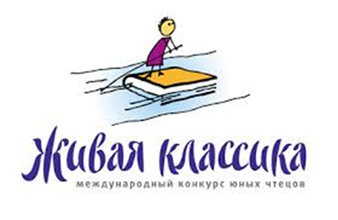 Живая классика
международный конкурс юных чтецов